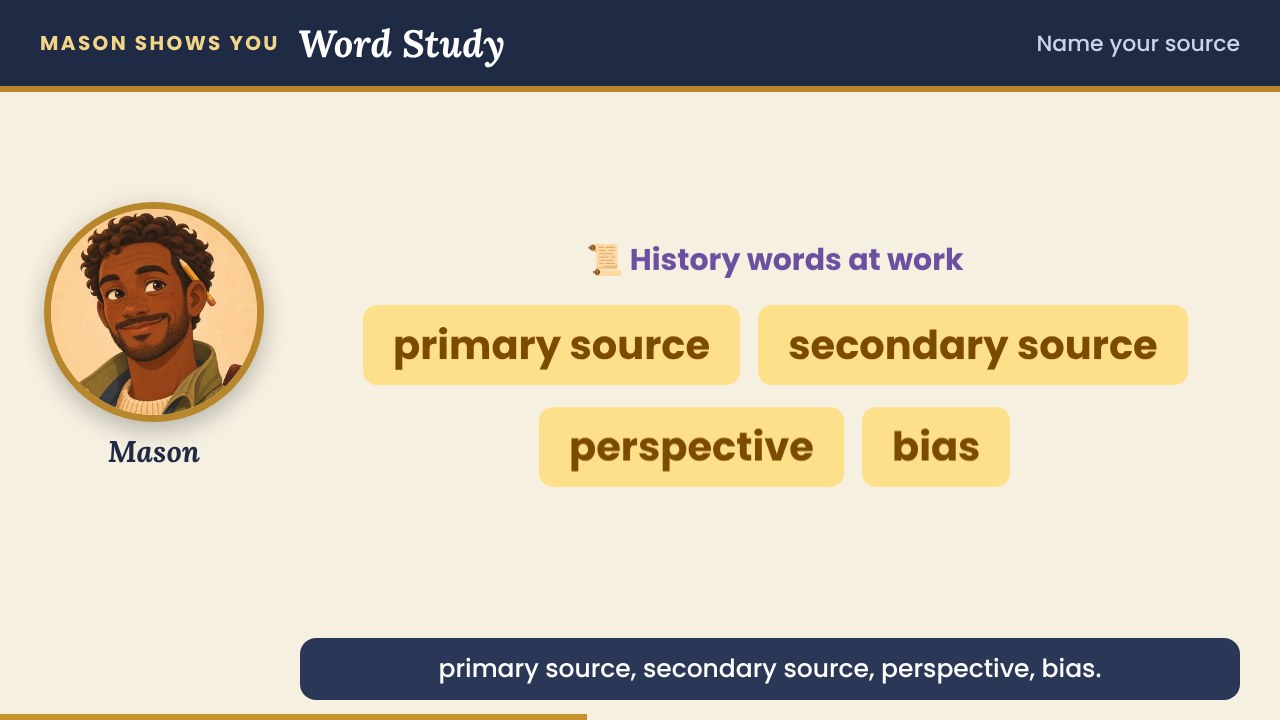 MASON SHOWS YOU Word Study
Name your source
📜 History words at work
primary source
secondary source
perspective
bias
Mason
primary source, secondary source, perspective, bias.